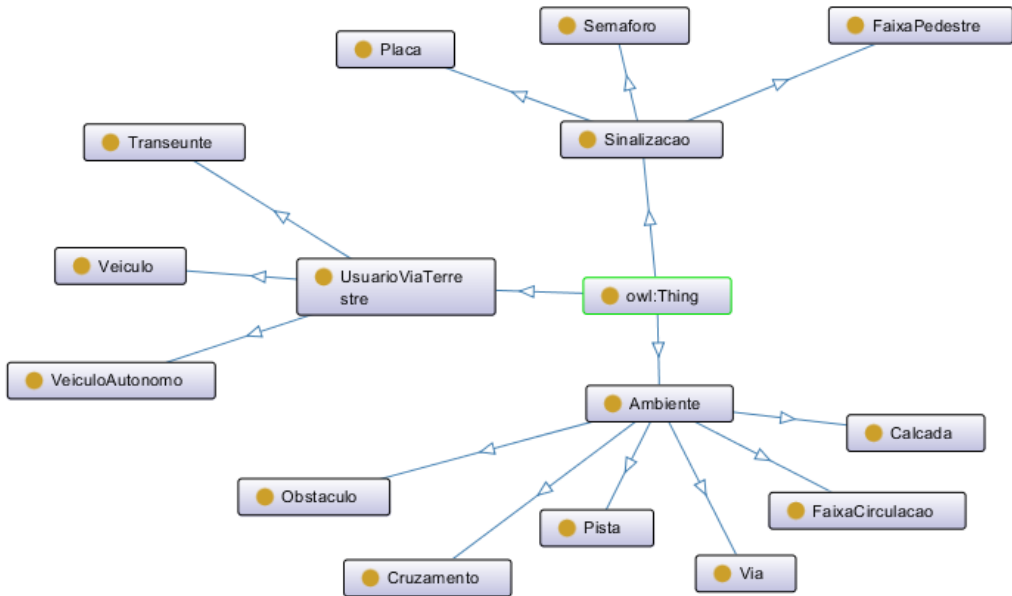 Semaforo
FaixaPedestre
Placa
Sinalizacao
Transeunte
Veiculo
UsuarioViaTerre
stre
owl:Thing
VeiculoAutonomo
Ambiente
Calcada
Obstaculo
FaixaCirculacao
Pista
Cruzamento
Via